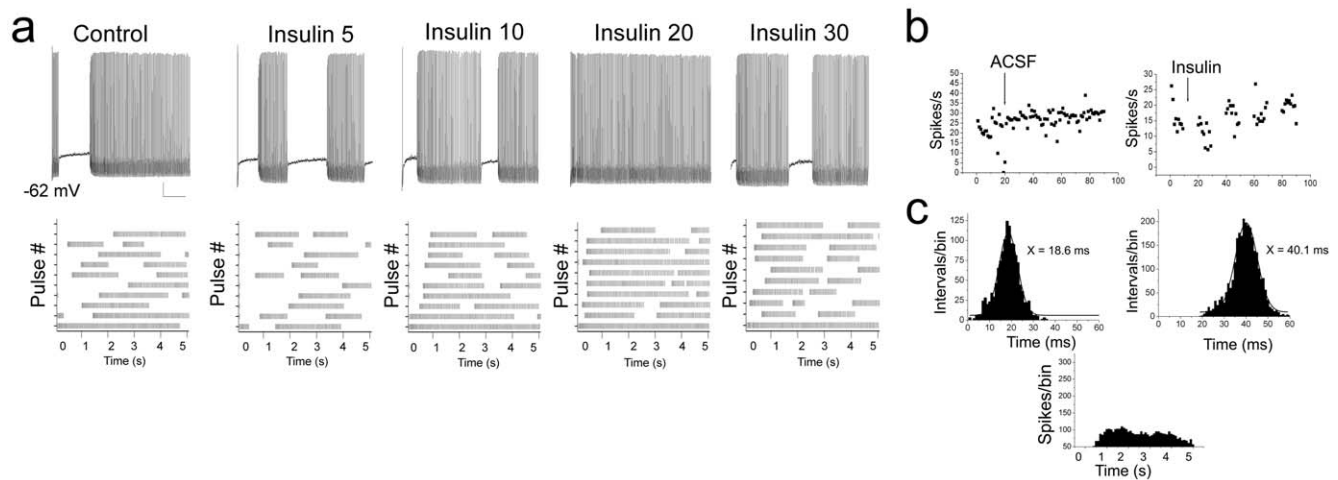 a
Control
Insulin 5
Insulin 10
Insulin 20
Insulin 30
-62 mV
Pulse #
0 1 2 3 4 5
Time (s)
Pulse #
0 1 2 3 4 5
Time (s)
Pulse #
0 1 2 3 4 5
Time (s)
Pulse #
0 1 2 3 4 5
Time (s)
Pulse #
0 1 2 3 4 5
Time (s)
b
ACSF
Spikes/s
50
45
40
35
30
25
20
15
10
5
0
0 20 40 60 80 100
Insulin
Spikes/s
30
25
20
15
10
5
0
0 20 40 60 80 100
c
Intervals/bin
125
100
75
50
25
0
X = 18.6 ms
0 10 20 30 40 50 60
Time (ms)
Intervals/bin
200
150
100
50
0
X = 40.1 ms
0 10 20 30 40 50 60
Time (ms)
Spikes/bin
300
250
200
150
100
50
0 1 2 3 4 5
Time (s)